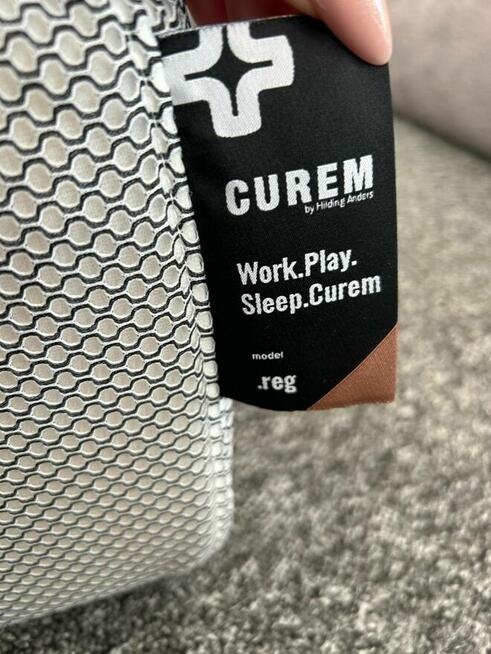 CUREM
by Hilding Anders
Work.Play.
Sleep.Curem
model
.reg